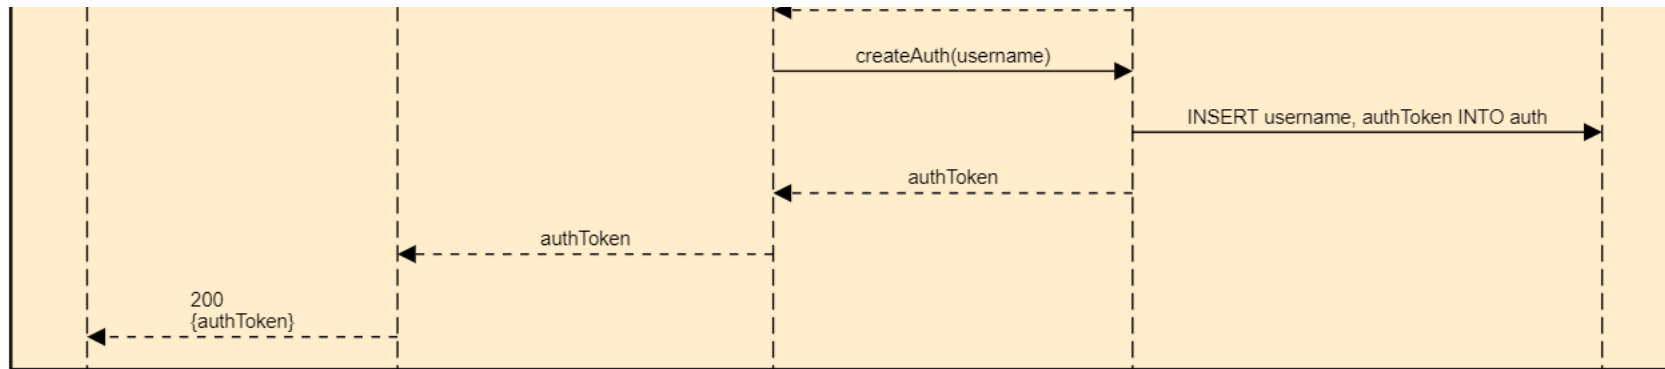 createAuth(username)
INSERT username, authToken INTO auth
authToken
authToken
200
{authToken}